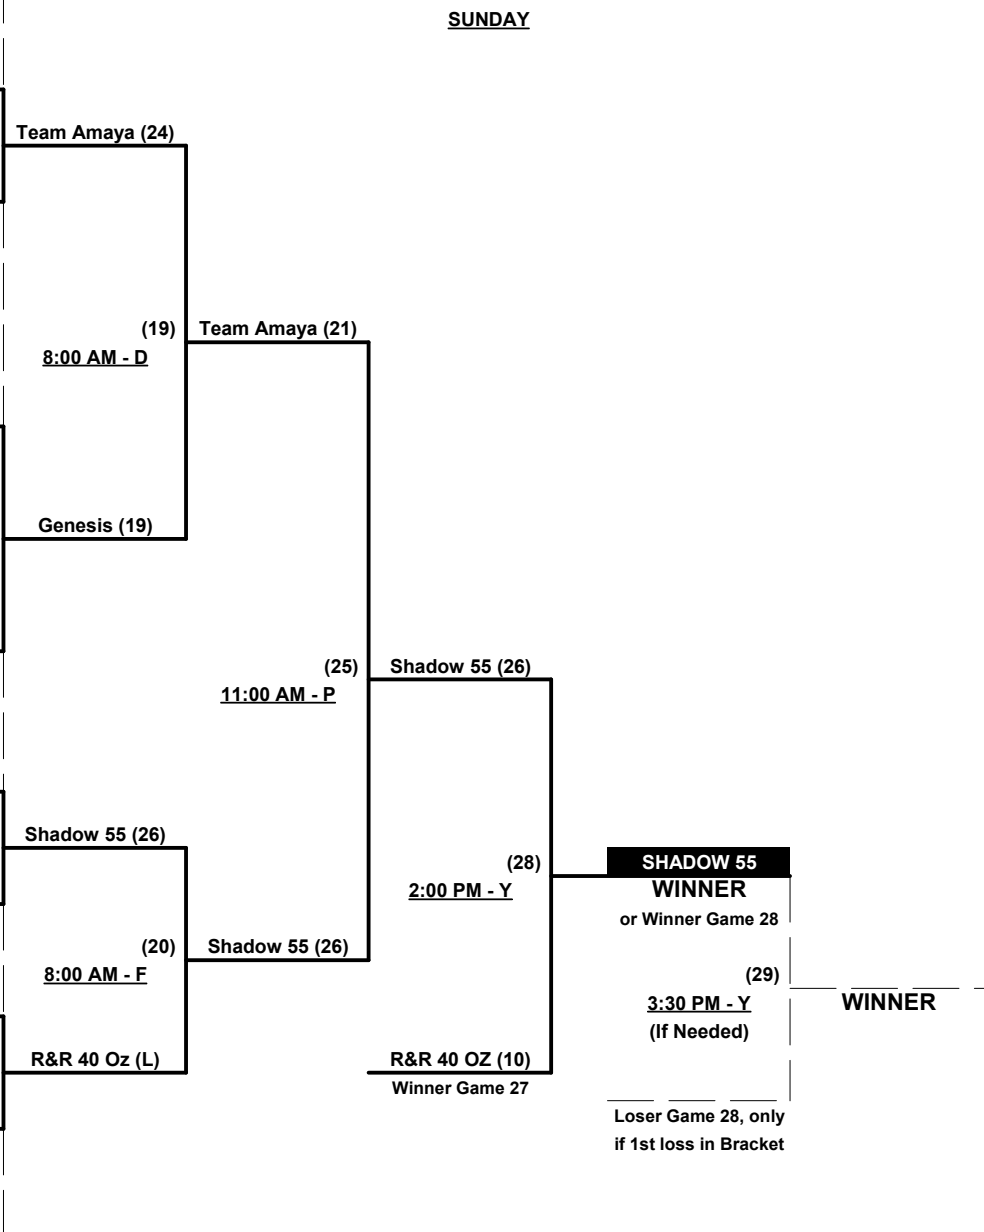 SUNDAY
Team Amaya (24)
(19) Team Amaya (21)
8:00 AM - D
Genesis (19)
(25) Shadow 55 (26)
11:00 AM - P
Shadow 55 (26)
(28) SHADOW 55
2:00 PM - Y WINNER
or Winner Game 28
(20) Shadow 55 (26)
8:00 AM - F
(29)
3:30 PM - Y
WINNER
(If Needed)
R&R 40 Oz (L) R&R 40 OZ (10)
Winner Game 27
Loser Game 28, only
if 1st loss in Bracket